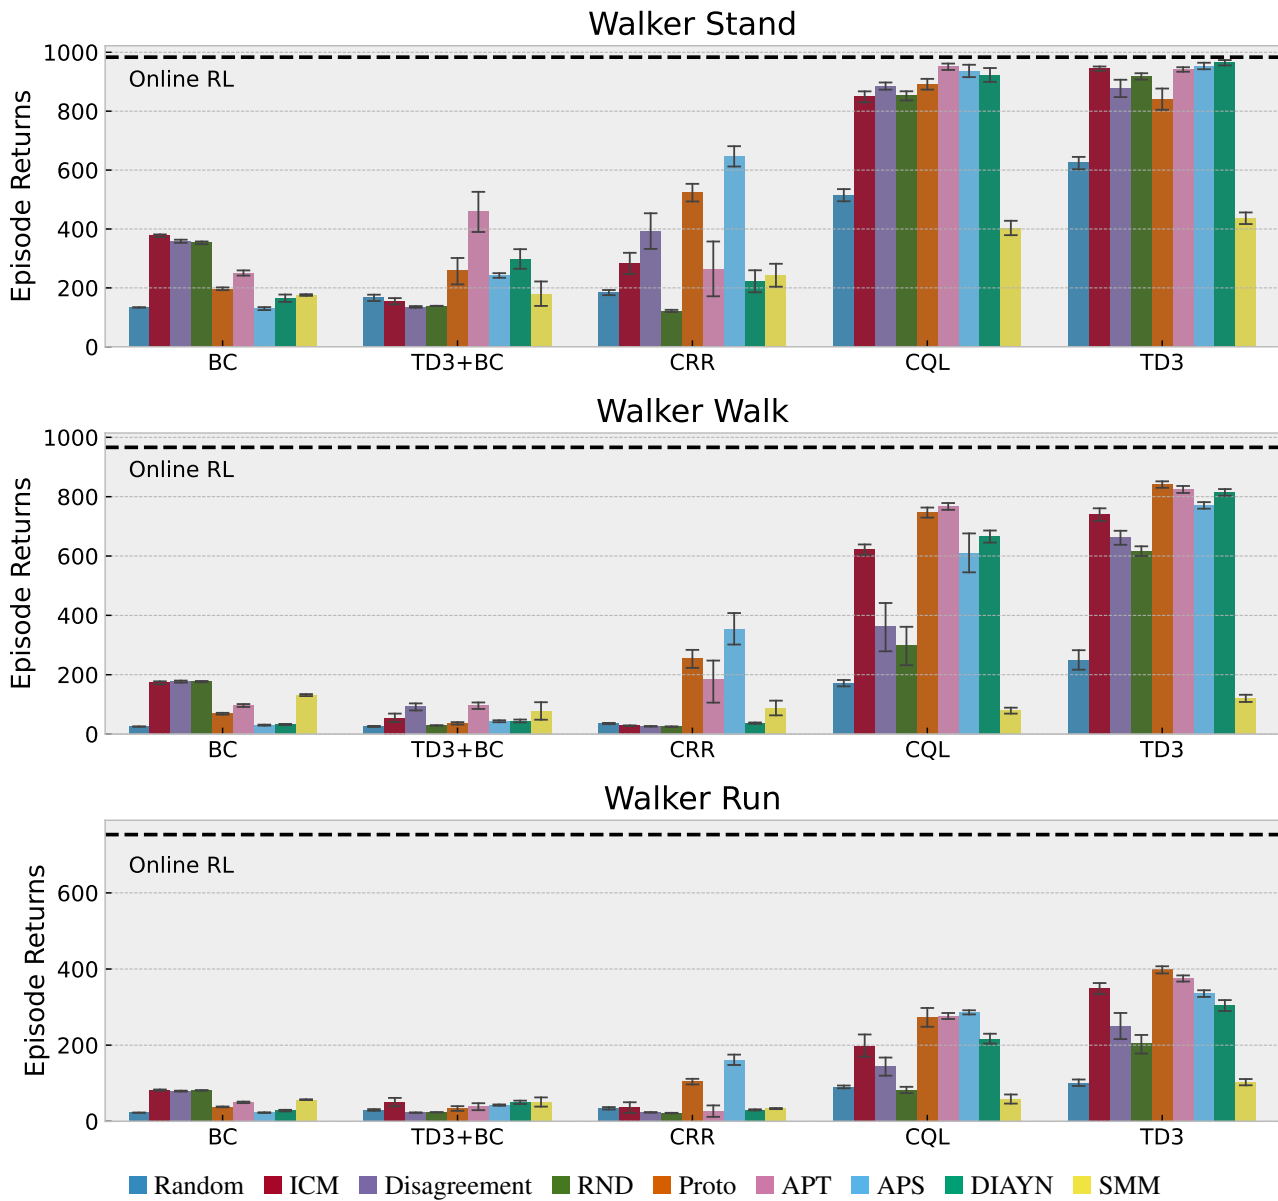 Walker Stand
Episode Returns
1000
800
600
400
200
0
Online RL
BC TD3+BC CRR CQL TD3
Walker Walk
Episode Returns
1000
800
600
400
200
0
Online RL
BC TD3+BC CRR CQL TD3
Walker Run
Episode Returns
600
400
200
0
Online RL
BC TD3+BC CRR CQL TD3
Random ICM Disagreement RND Proto APT APS DIAYN SMM